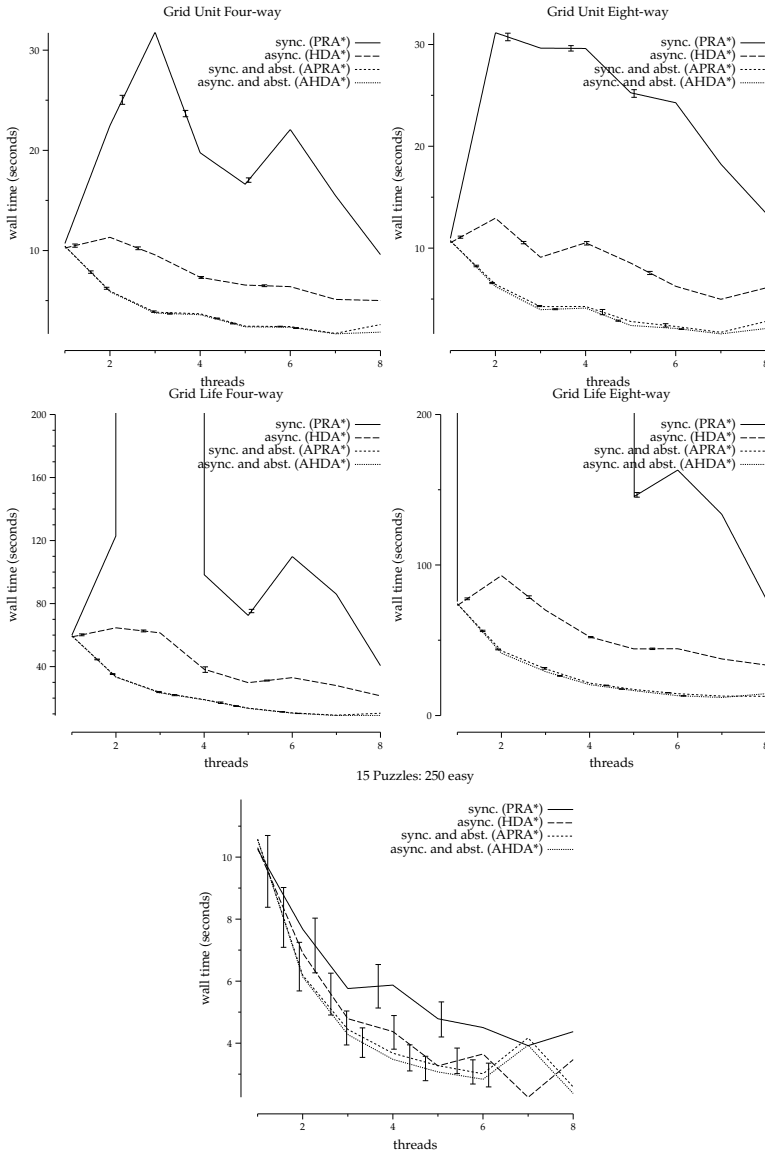 Grid Unit Four-way
30
20
10
wall time (seconds)
sync. (PRA*)
async. (HDA*)
sync. and abst. (APRA*)
async. and abst. (AHDA*)
2 4 6 8
threads
Grid Unit Eight-way
30
20
10
wall time (seconds)
sync. (PRA*)
async. (HDA*)
sync. and abst. (APRA*)
async. and abst. (AHDA*)
2 4 6 8
threads
Grid Life Four-way
200
160
120
80
40
wall time (seconds)
sync. (PRA*)
async. (HDA*)
sync. and abst. (APRA*)
async. and abst. (AHDA*)
2 4 6 8
threads
Grid Life Eight-way
200
100
0
wall time (seconds)
sync. (PRA*)
async. (HDA*)
sync. and abst. (APRA*)
async. and abst. (AHDA*)
2 4 6 8
threads
15 Puzzles: 250 easy
10
8
6
4
wall time (seconds)
sync. (PRA*)
async. (HDA*)
sync. and abst. (APRA*)
async. and abst. (AHDA*)
2 4 6 8
threads